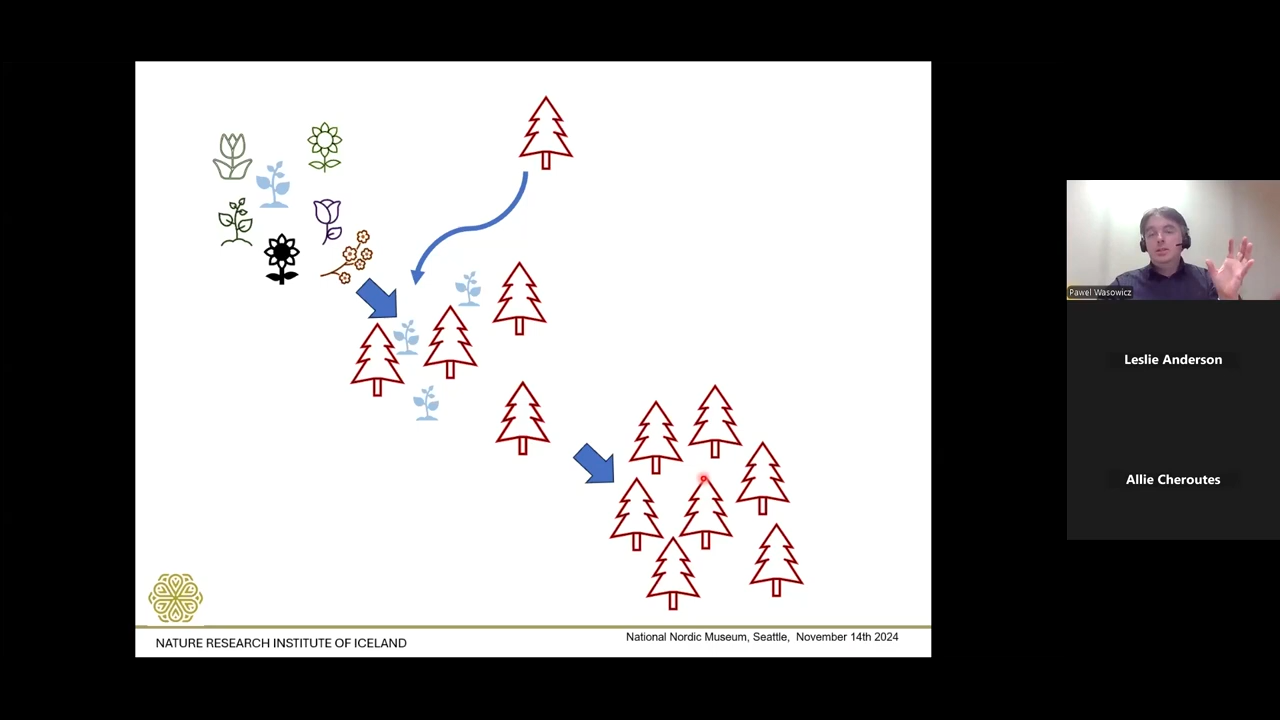 Pawel Wasowicz
Leslie Anderson
Allie Cheroutes
NATURE RESEARCH INSTITUTE OF ICELAND
National Nordic Museum, Seattle, November 14th 2024